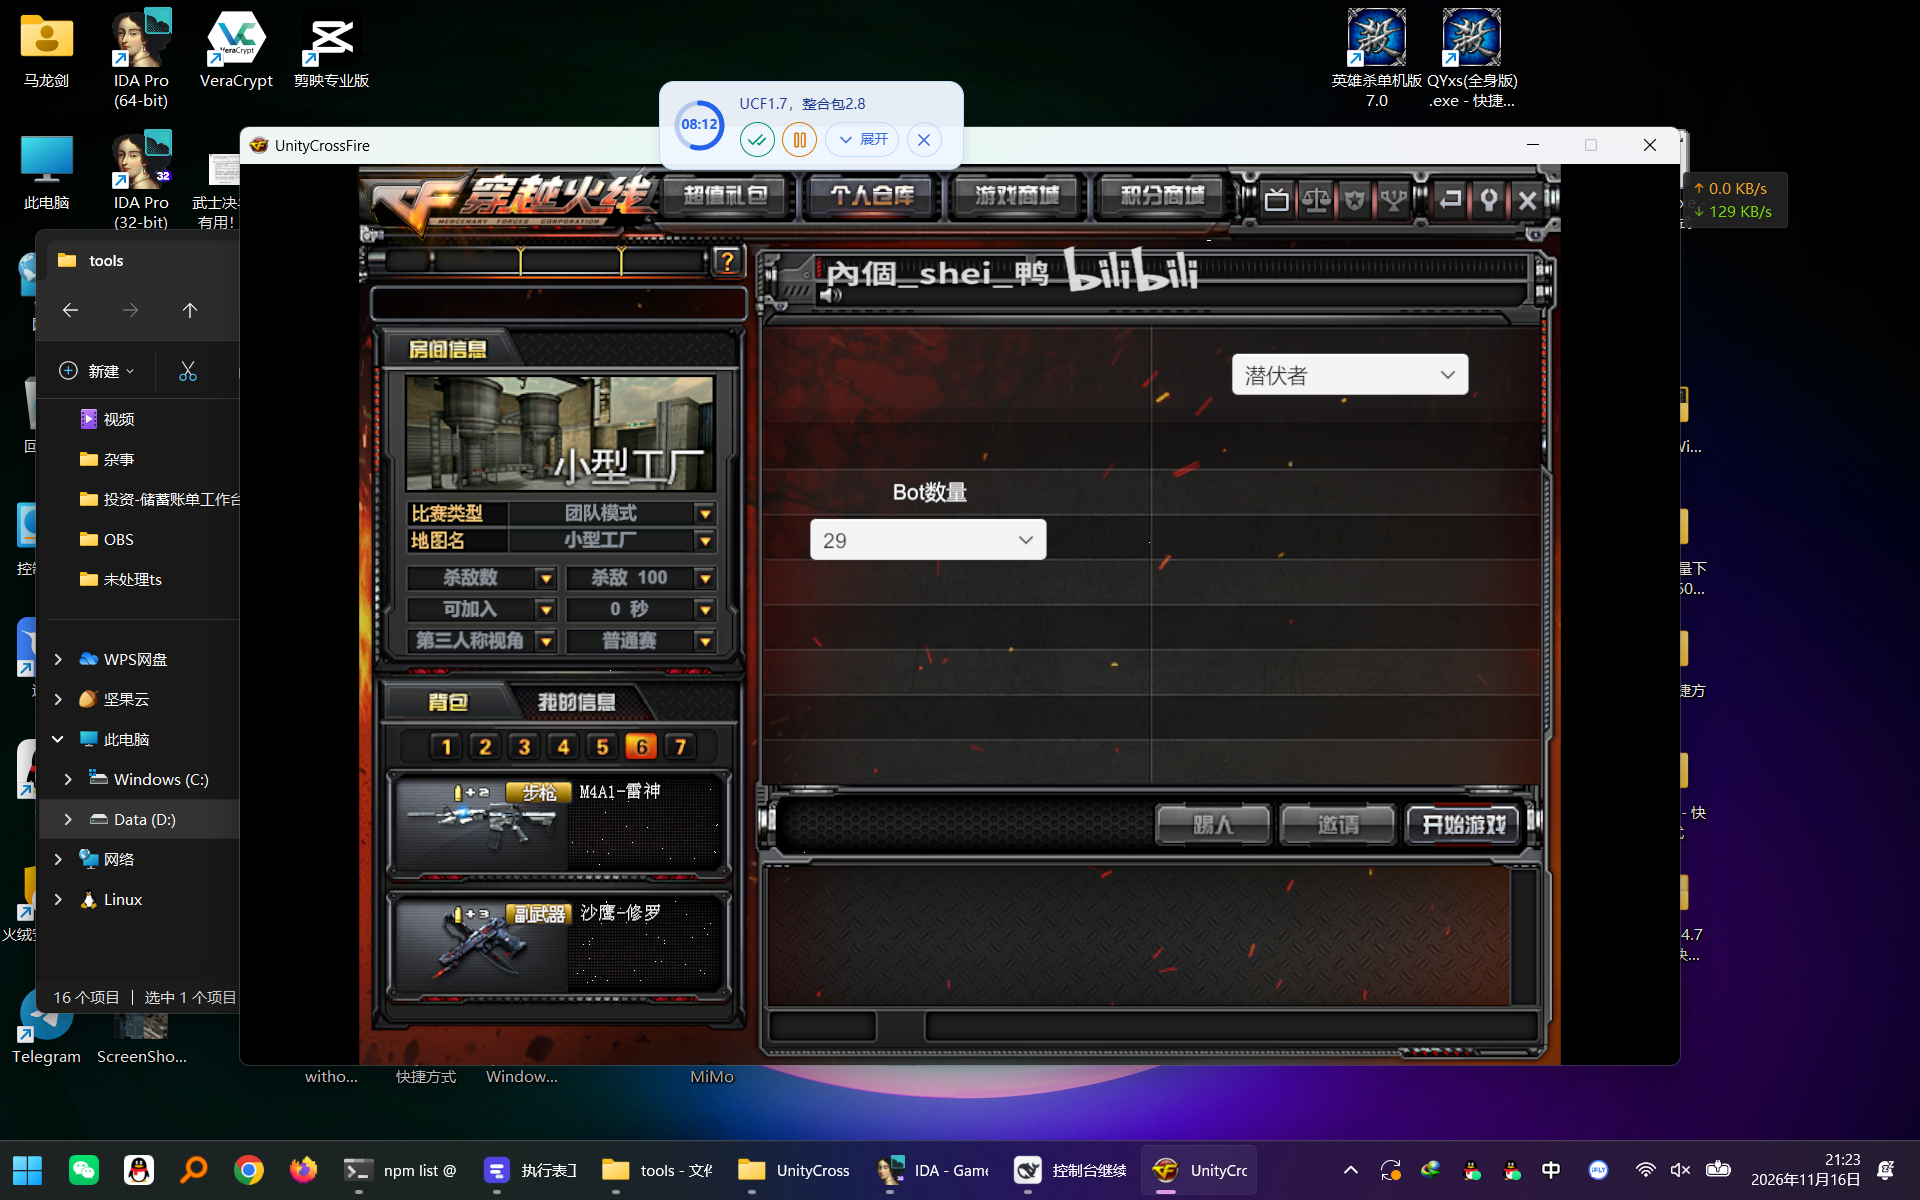 马龙剑
IDA Pro
(64-bit)
VeraCrypt
剪映专业版
英雄杀单机版
7.0
QYxs(全身版)
.exe - 快捷...
此电脑
IDA Pro
(32-bit)
32
有用!
UCF1.7，整合包2.8
08:12
展开
UnityCrossFire
↑ 0.0 KB/s
↓ 129 KB/s
穿越火线
MERCENARY FORCES CORPORATION
超值礼包
个人仓库
游戏商城
积分商城
?
內個_shei_鸭 bilibili
房间信息
小型工厂
比赛类型
团队模式
地图名
小型工厂
杀敌数
杀敌 100
可加入
0 秒
第三人称视角
普通赛
潜伏者
Bot数量
29
背包
我的信息
1 2 3 4 5 6 7
+2
步枪
M4A1-雷神
+3
副武器
沙鹰-修罗
踢人
邀请
开始游戏
tools
新建
视频
杂事
投资-储蓄账单工作台
OBS
未处理ts
WPS网盘
坚果云
此电脑
Windows (C:)
Data (D:)
网络
Linux
16 个项目
选中 1 个项目
Telegram
ScreenSho...
witho...
快捷方式
Window...
MiMo
npm list @
tools - 文件
UnityCross
IDA - Game
控制台继续
UnityCrc
中
iFLY
21:23
2026年11月16日